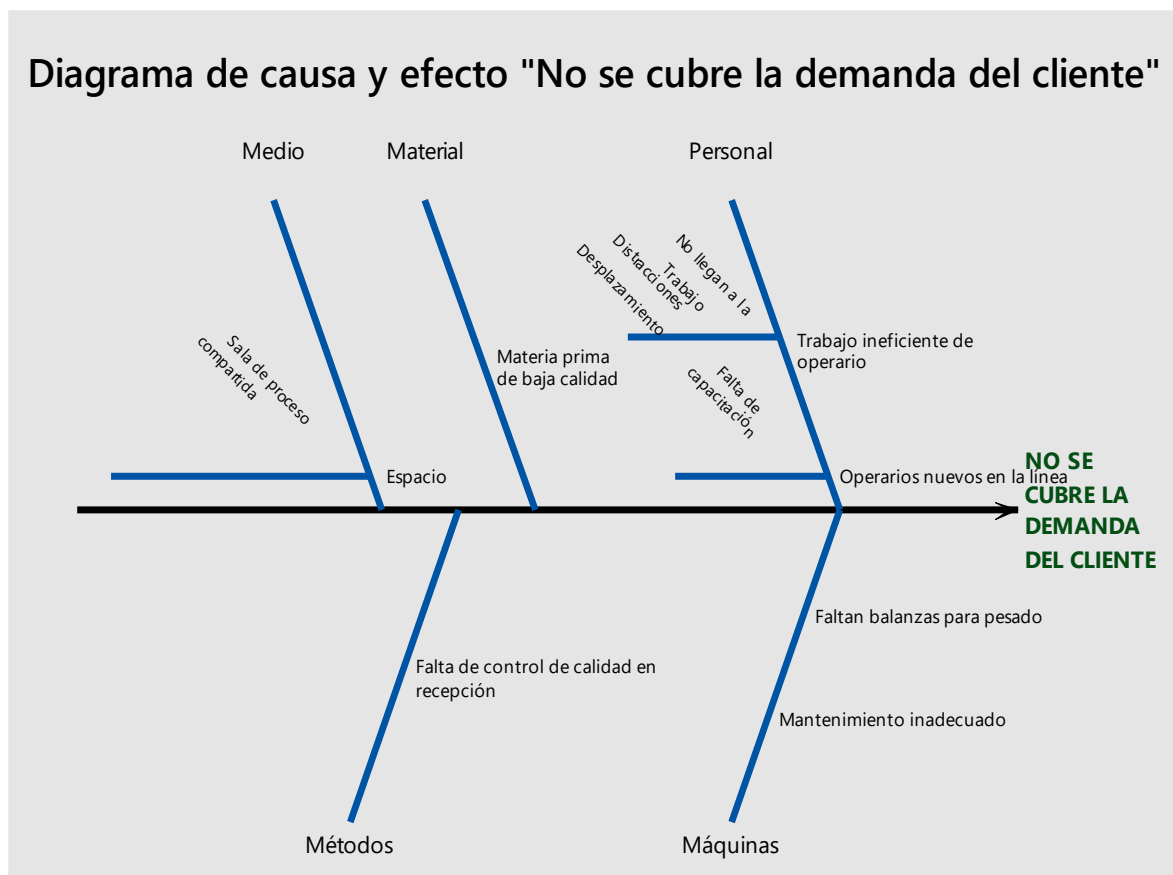 Diagrama de causa y efecto "No se cubre la demanda del cliente"
Medio
Material
Personal
No llegan a la
Trabajo
Distracciones
Desplazamiento
Trabajo ineficiente de
operario
Sala de proceso
compartida
Materia prima
de baja calidad
Falta de
capacitación
Espacio
Operarios nuevos en la línea
NO SE
CUBRE LA
DEMANDA
DEL CLIENTE
Faltan balanzas para pesado
Falta de control de calidad en
recepción
Mantenimiento inadecuado
Métodos
Máquinas